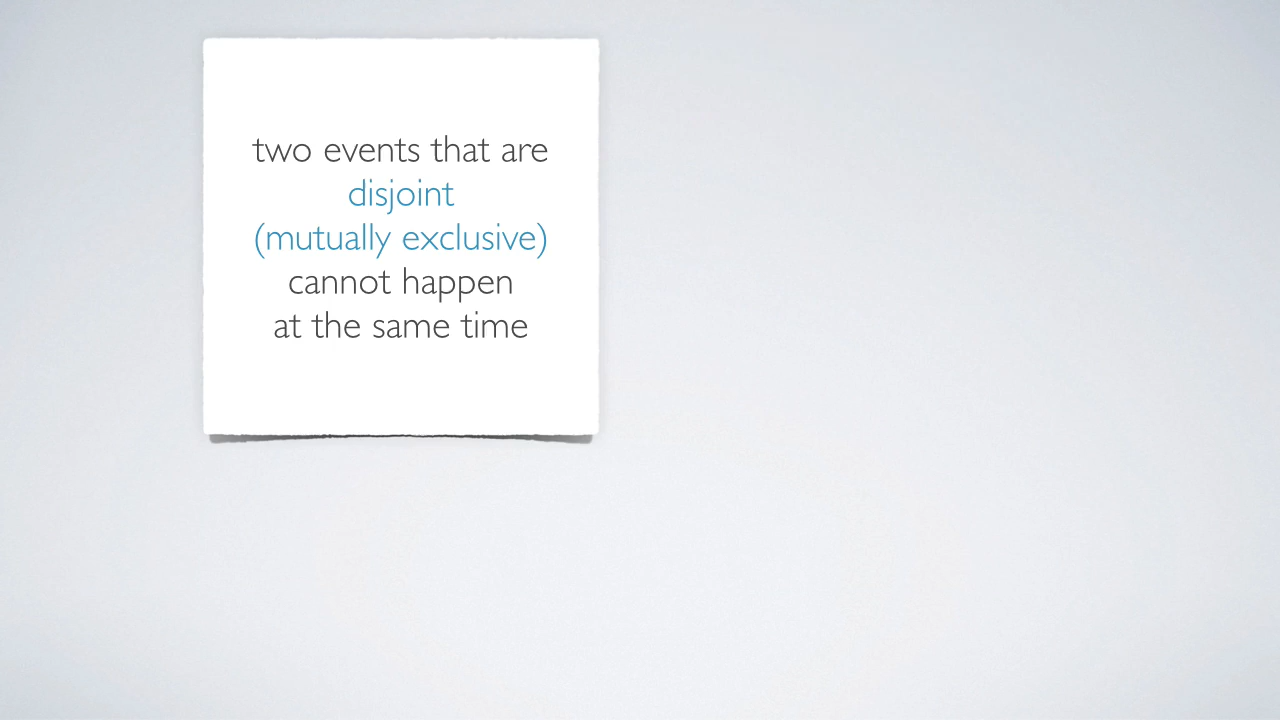 two events that are
disjoint
(mutually exclusive)
cannot happen
at the same time